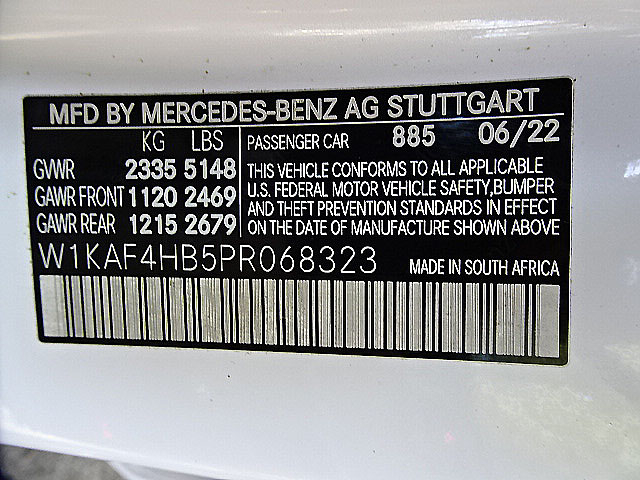 MFD BY MERCEDES-BENZ AG STUTTGART
KG LBS
GVWR 2335 5148
GAWR FRONT 1120 2469
GAWR REAR 1215 2679
PASSENGER CAR 885 06/22
THIS VEHICLE CONFORMS TO ALL APPLICABLE
U.S. FEDERAL MOTOR VEHICLE SAFETY,BUMPER
AND THEFT PREVENTION STANDARDS IN EFFECT
ON THE DATE OF MANUFACTURE SHOWN ABOVE
W1KAF4HB5PR068323 MADE IN SOUTH AFRICA